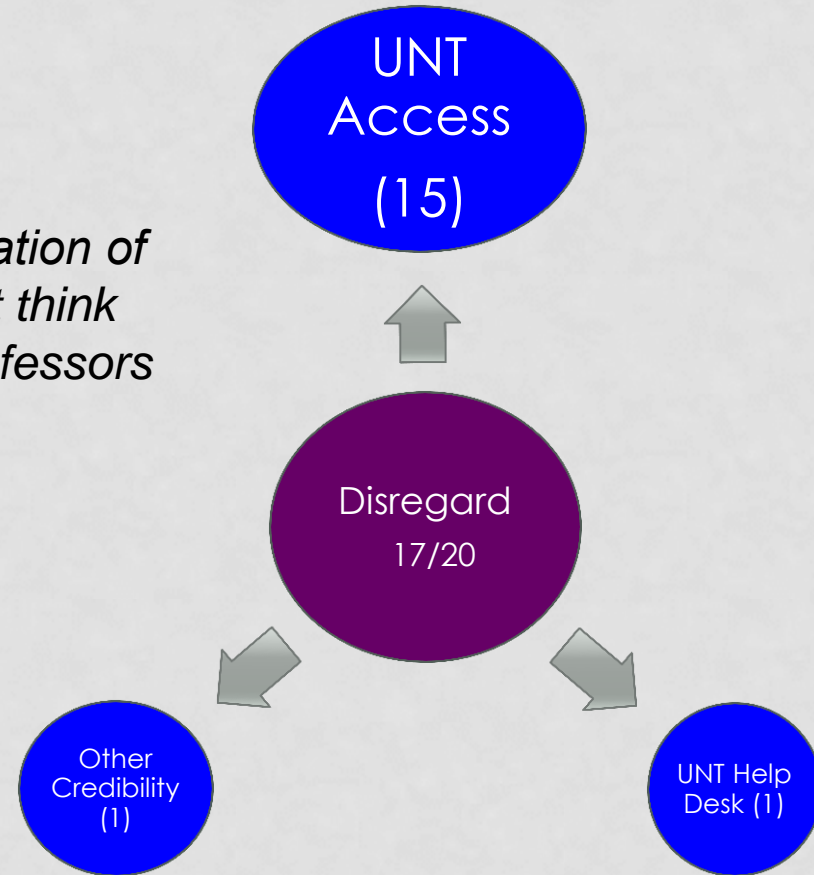 UNT
Access
(15)
ation of
think
fessors
Disregard
17/20
Other
Credibility
(1)
UNT Help
Desk (1)